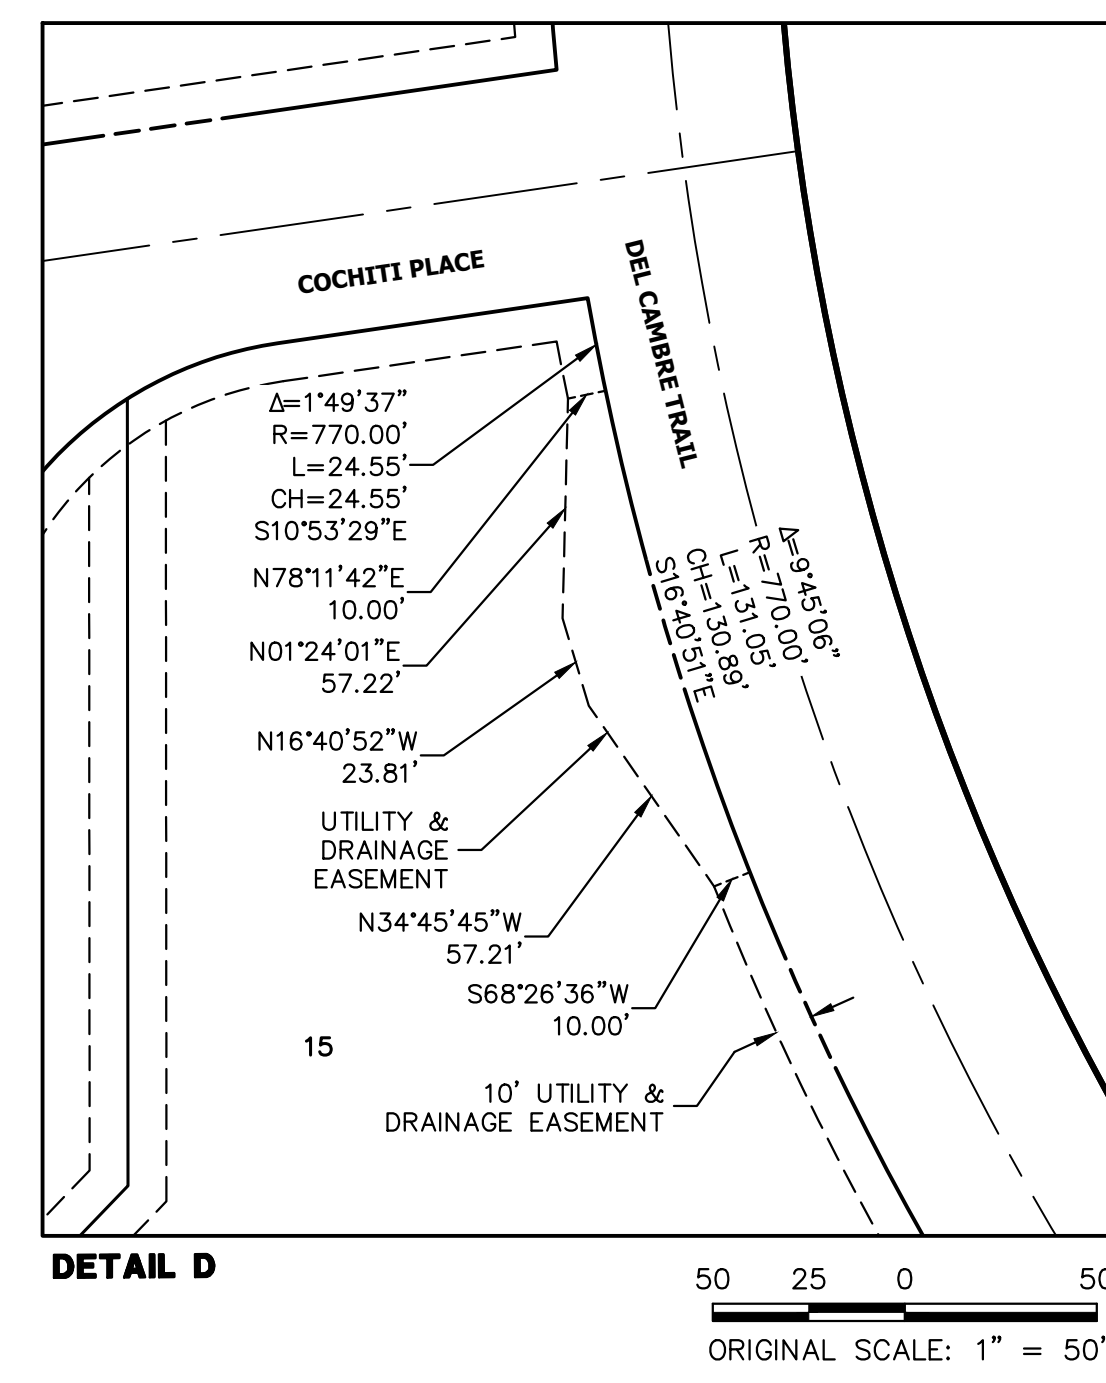 COCHITI PLACE
DEL CAMBRE TRAIL
Δ=1°49'37"
R=770.00'
L=24.55'
CH=24.55'
S10°53'29"E
N78°11'42"E
10.00'
N01°24'01"E
57.22'
N16°40'52"W
23.81'
UTILITY &
DRAINAGE
EASEMENT
N34°45'45"W
57.21'
S68°26'36"W
10.00'
Δ=9°45'06"
R=770.00'
L=131.05'
CH=130.89'
S16°40'51"E
15
10' UTILITY &
DRAINAGE EASEMENT
DETAIL D
50 25 0 50
ORIGINAL SCALE: 1" = 50'